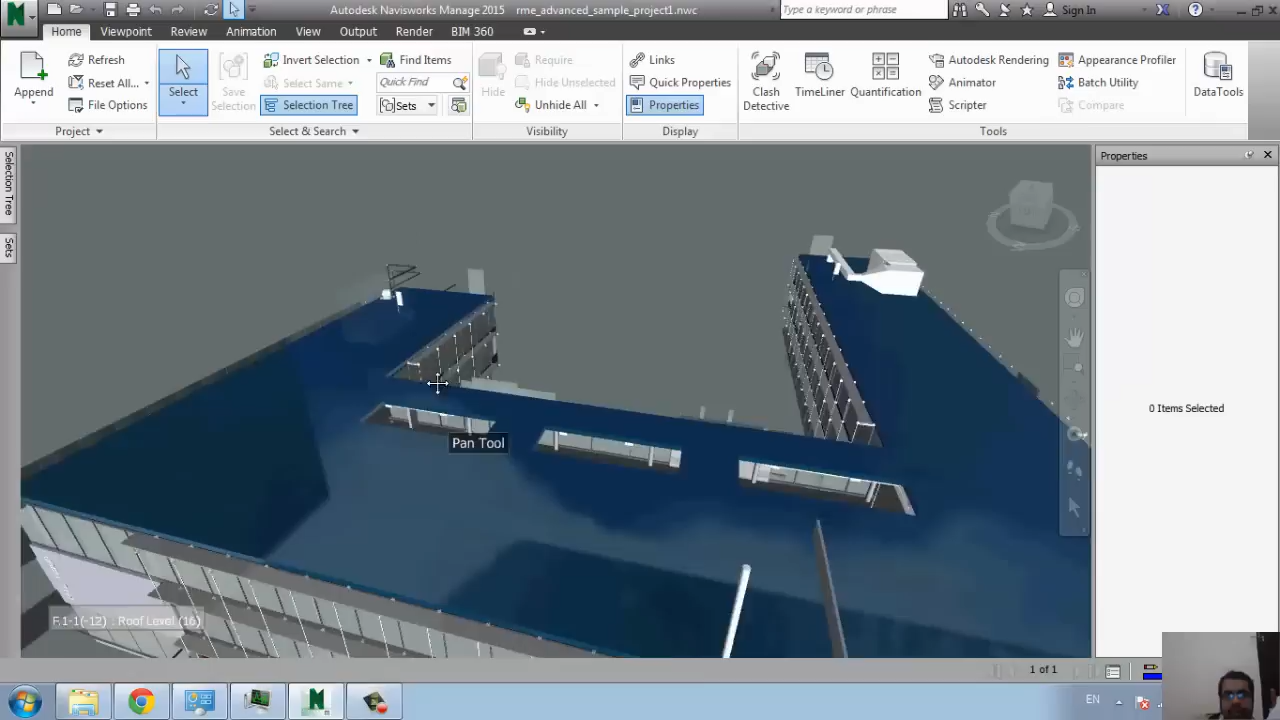 Autodesk Navisworks Manage 2015 rme_advanced_sample_project1.nwc
Type a keyword or phrase
Sign In
Home Viewpoint Review Animation View Output Render BIM 360
Append
Refresh
Reset All...
File Options
Project
Select
Save Selection
Inverted Selection
Select Same
Selection Tree
Find Items
Quick Find
Sets
Select & Search
Hide
Require
Hide Unselected
Unhide All
Visibility
Links
Quick Properties
Properties
Display
Clash Detective
TimeLiner
Quantification
Autodesk Rendering
Animator
Scripter
Appearance Profiler
Batch Utility
Compare
DataTools
Tools
Selection Tree
Sets
Properties
0 Items Selected
Pan Tool
F.1-1(-12) : Roof Level (16)
1 of 1
EN